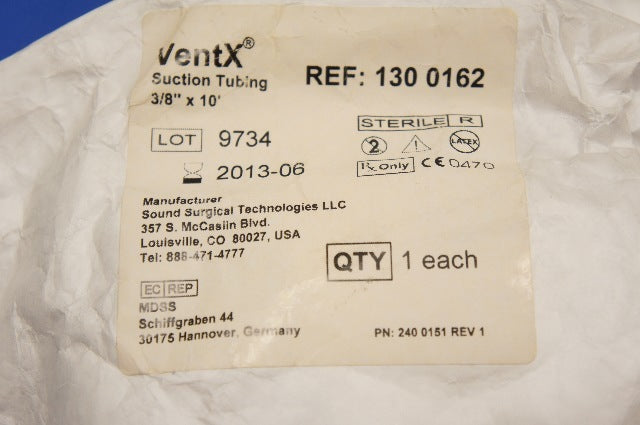 VentX®
Suction Tubing
3/8" x 10'
REF: 130 0162
LOT 9734
2013-06
STERILE R
2 LATEX
Rx Only CE 0470
Manufacturer
Sound Surgical Technologies LLC
357 S. McCaslin Blvd.
Louisville, CO 80027, USA
Tel: 888-471-4777
QTY 1 each
EC REP
MDSS
Schiffgraben 44
30175 Hannover, Germany
PN: 240 0151 REV 1